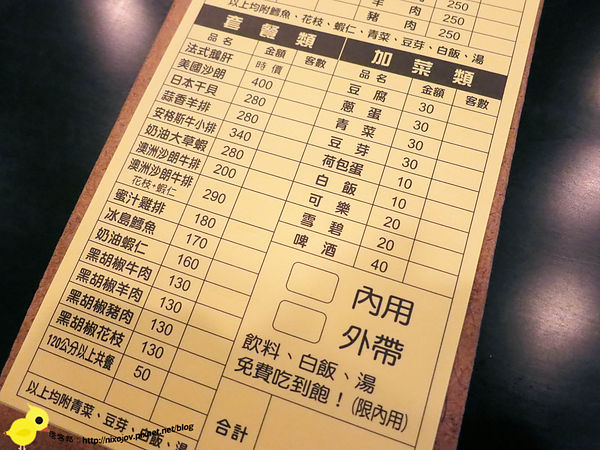 羊 肉 250
豬 肉 250
以上均附鱈魚、花枝、蝦仁、青菜、豆芽、白飯、湯
套餐類
品名 金額 客數
法式鵝肝 時價
美國沙朗 400
日本干貝 280
蒜香羊排 280
安格斯牛小排 340
奶油大草蝦 280
澳洲沙朗牛排 200
澳洲沙朗牛排
花枝+蝦仁 290
蜜汁雞排 180
冰島鱈魚 170
奶油蝦仁 160
黑胡椒牛肉 130
黑胡椒羊肉 130
黑胡椒豬肉 130
黑胡椒花枝 130
120公分以上共餐 50
以上均附青菜、豆芽、白飯、湯
加菜類
品名 金額 客數
豆腐 30
蔥蛋 30
青菜 30
豆芽 30
荷包蛋 10
白飯 10
可樂 20
雪碧 20
啤酒 40
內用
外帶
飲料、白飯、湯
免費吃到飽！(限內用)
合計
http://nixojov.pixnet.net/blog